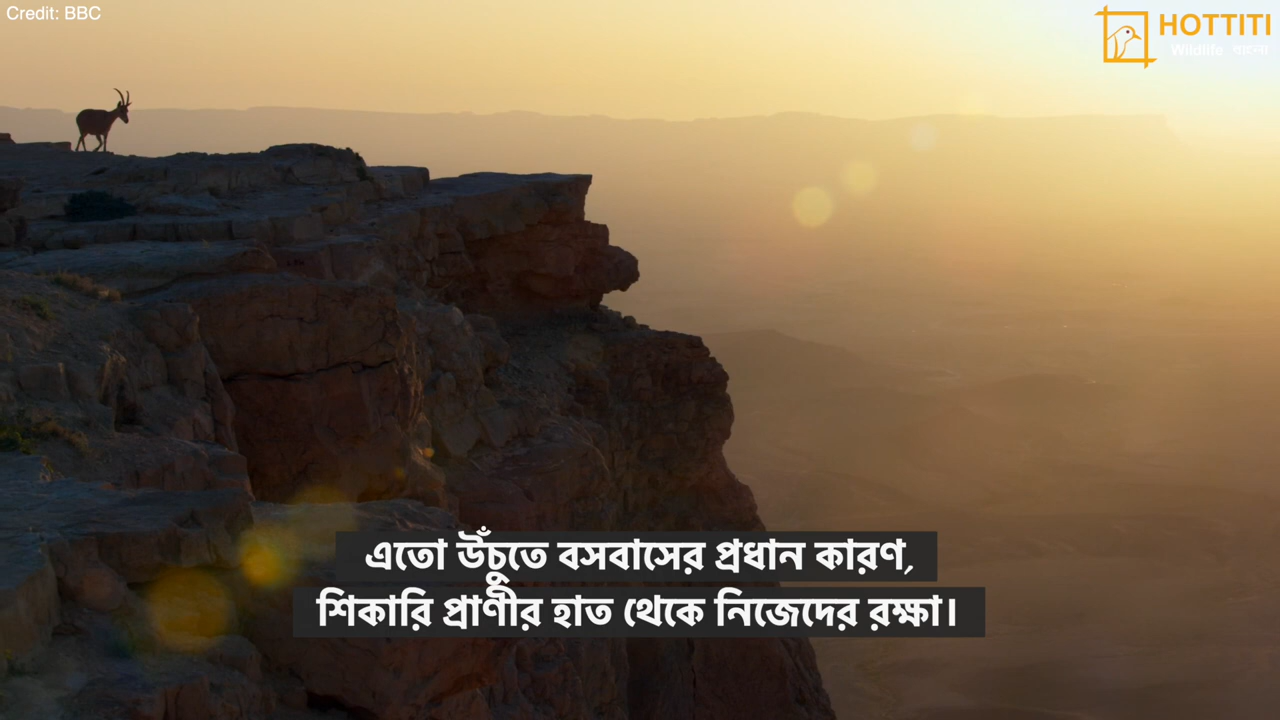 Credit: BBC
HOTTITI
Wildlife বাংলা
এতো উঁচুতে বসবাসের প্রধান কারণ,
শিকারি প্রাণীর হাত থেকে নিজেদের রক্ষা।